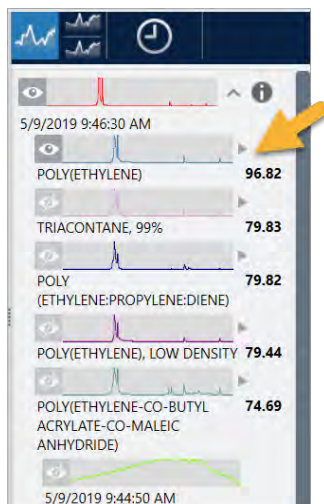 5/9/2019 9:46:30 AM
POLY(ETHYLENE) 96.82
TRIACONTANE, 99% 79.83
POLY 79.82
(ETHYLENE:PROPYLENE:DIENE)
POLY(ETHYLENE), LOW DENSITY 79.44
POLY(ETHYLENE-CO-BUTYL 74.69
ACRYLATE-CO-MALEIC
ANHYDRIDE)
5/9/2019 9:44:50 AM